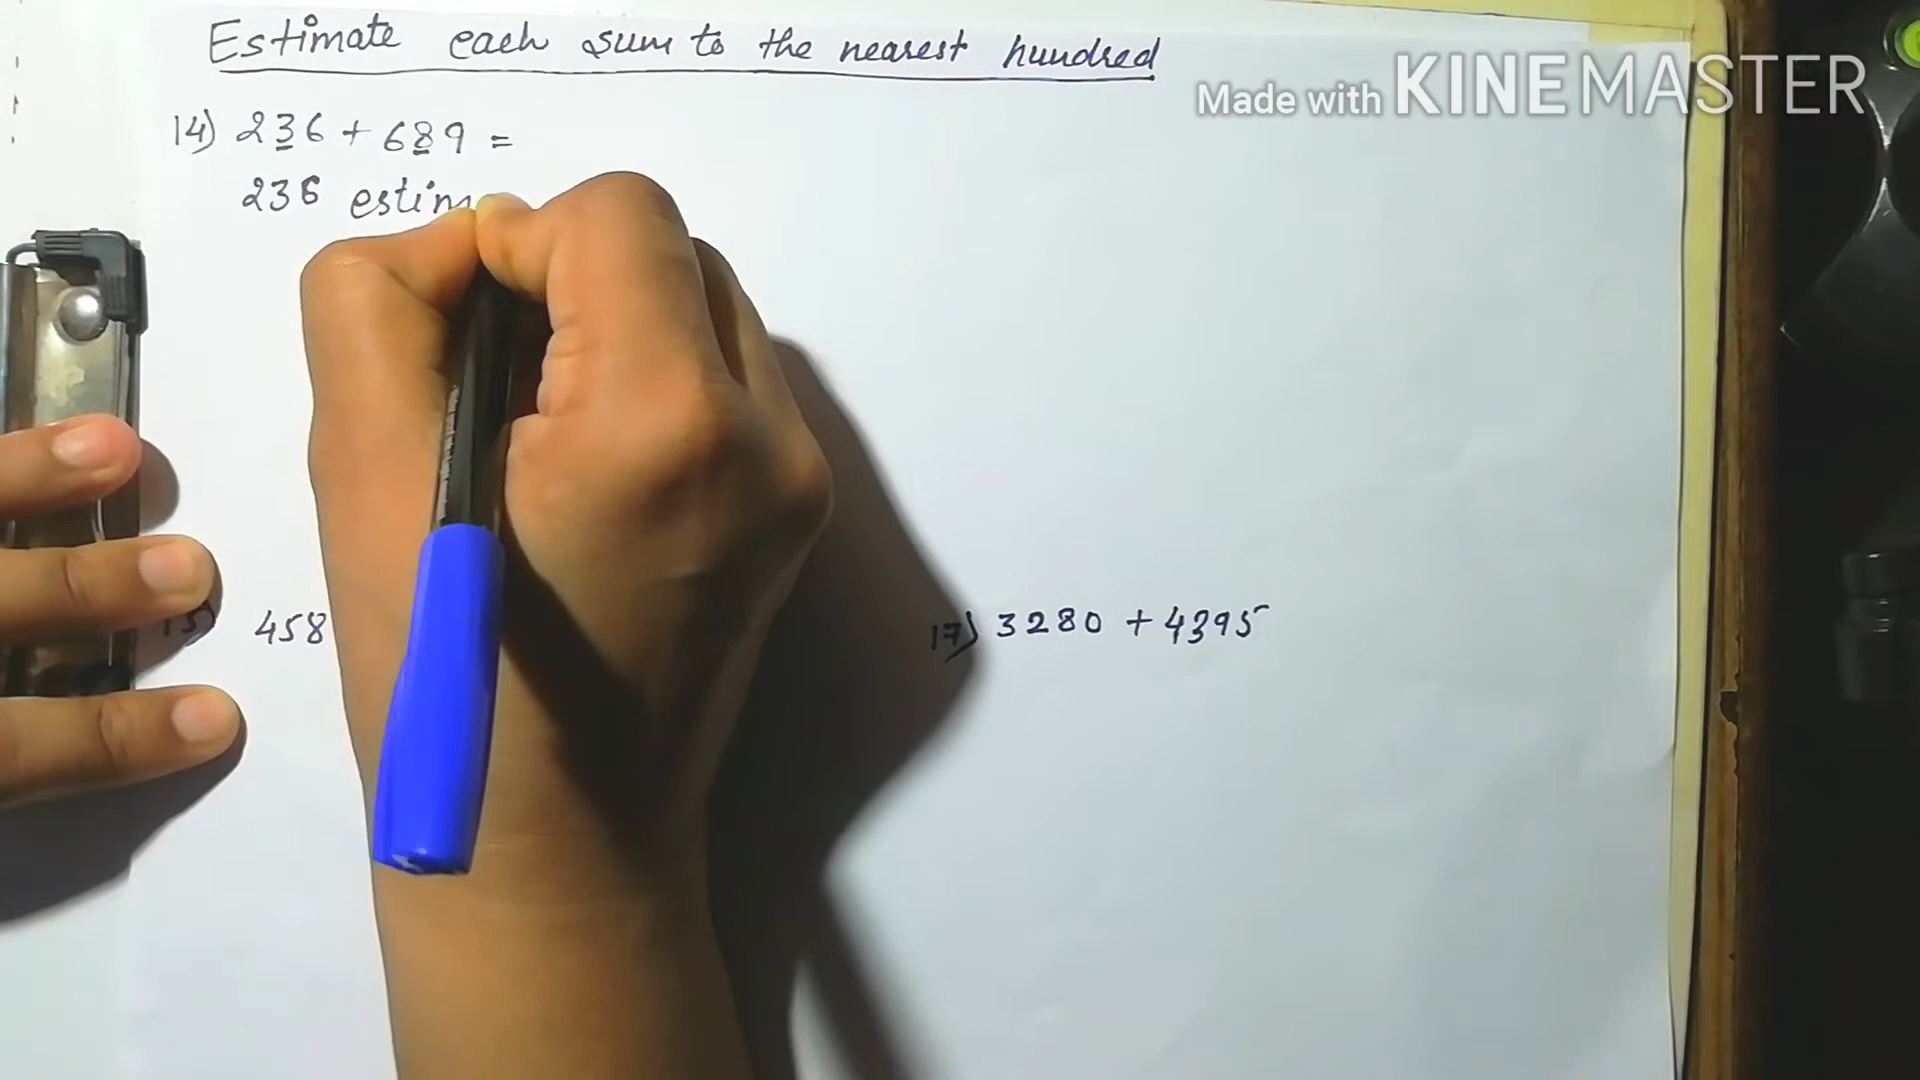 Estimate each sum to the nearest hundred
Made with KINEMASTER
14) 236 + 689 =
236 estim
15) 458
17) 3280 + 4395